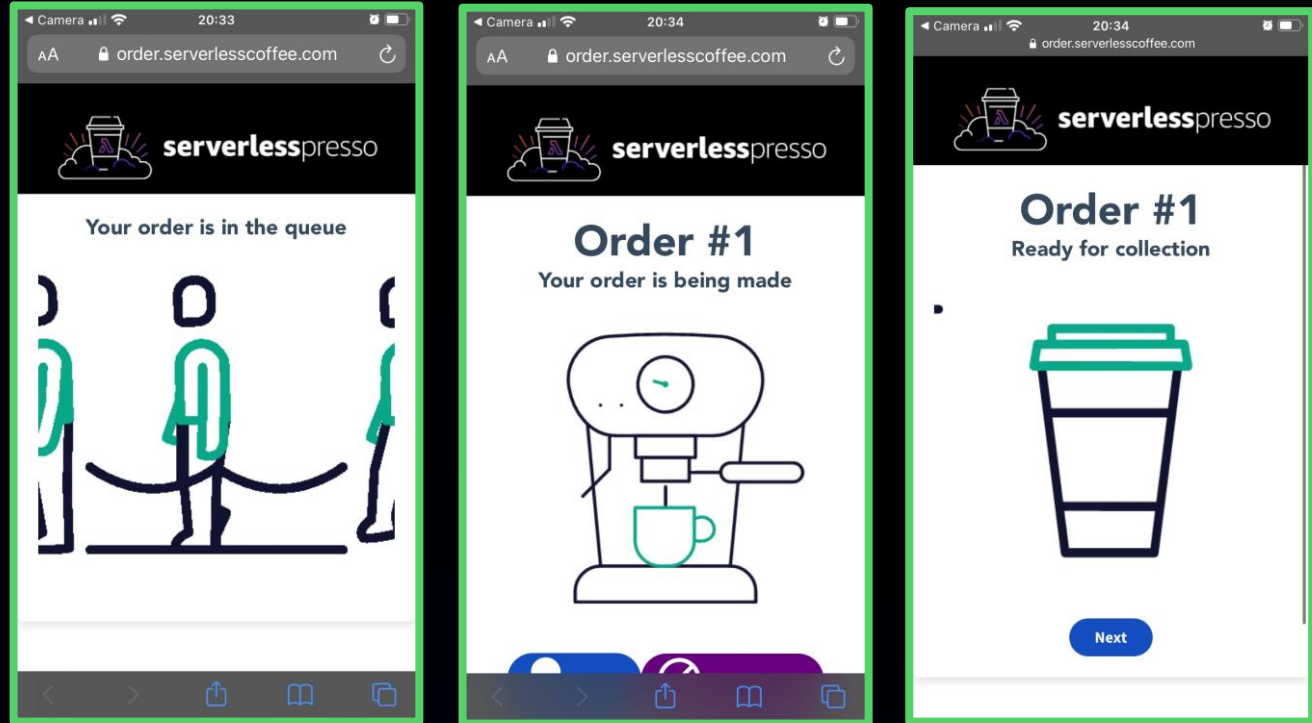 ◀ Camera 20:33
AA order.serverlesscoffee.com
serverlesspresso
Your order is in the queue
◀ Camera 20:34
AA order.serverlesscoffee.com
serverlesspresso
Order #1
Your order is being made
◀ Camera 20:34
order.serverlesscoffee.com
serverlesspresso
Order #1
Ready for collection
Next